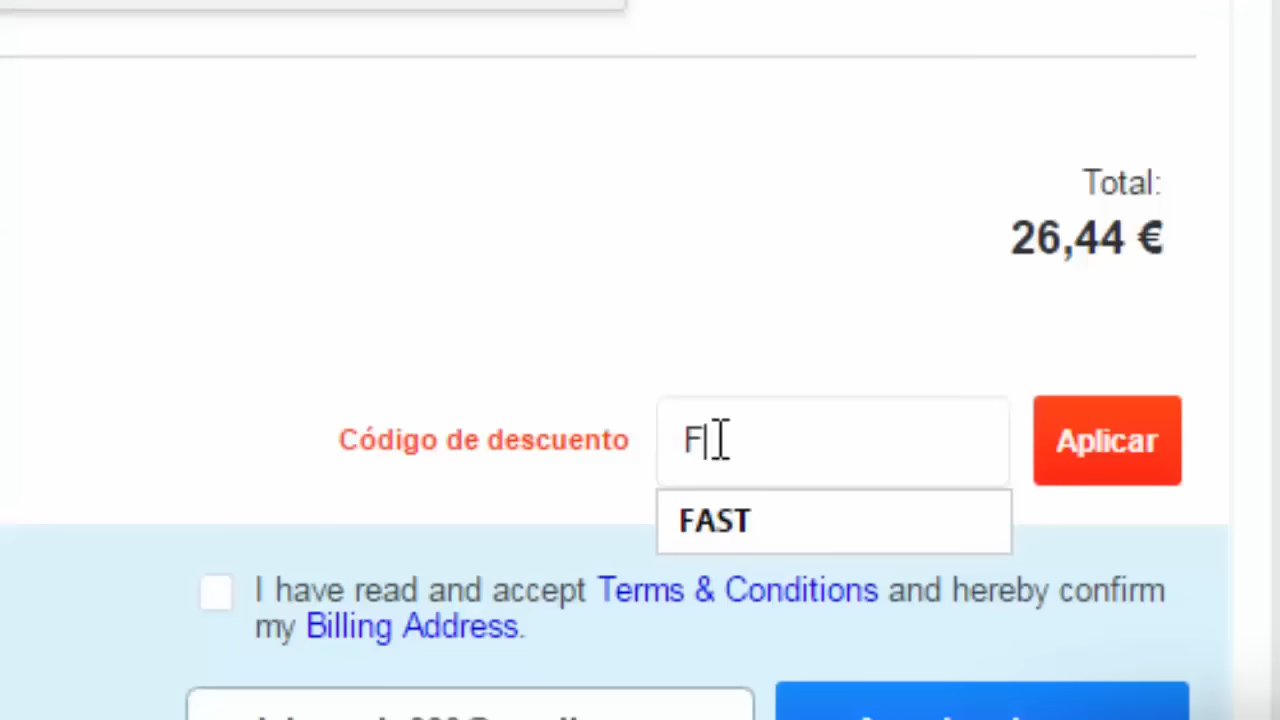 Total:
26,44 €
Código de descuento
F
Aplicar
FAST
I have read and accept Terms & Conditions and hereby confirm
my Billing Address.